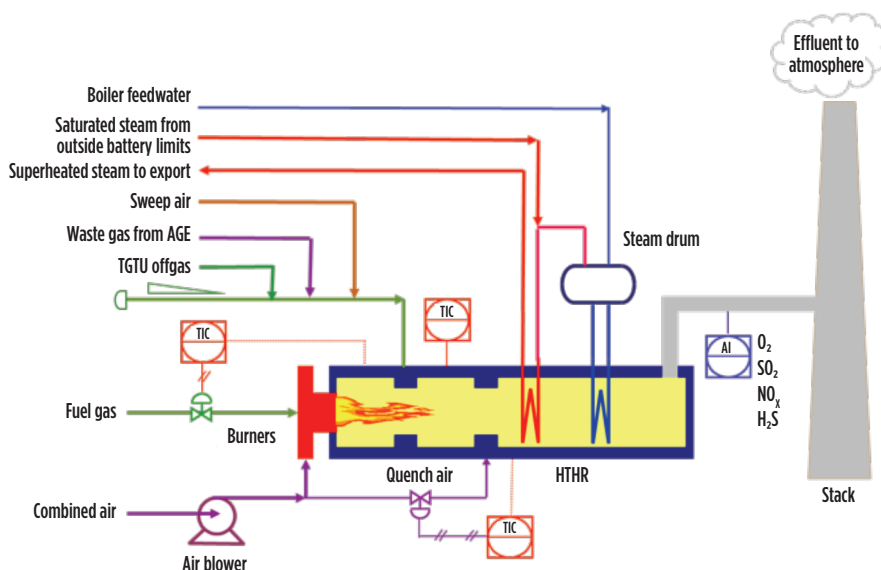 Effluent to
atmosphere
Boiler feedwater
Saturated steam from
outside battery limits
Superheated steam to export
Sweep air
Waste gas from AGE
TGTU offgas
Steam drum
TIC
TIC
AI
O₂
SO₂
NOₓ
H₂S
Fuel gas
Burners
Quench air
HTHR
Stack
Combined air
TIC
Air blower